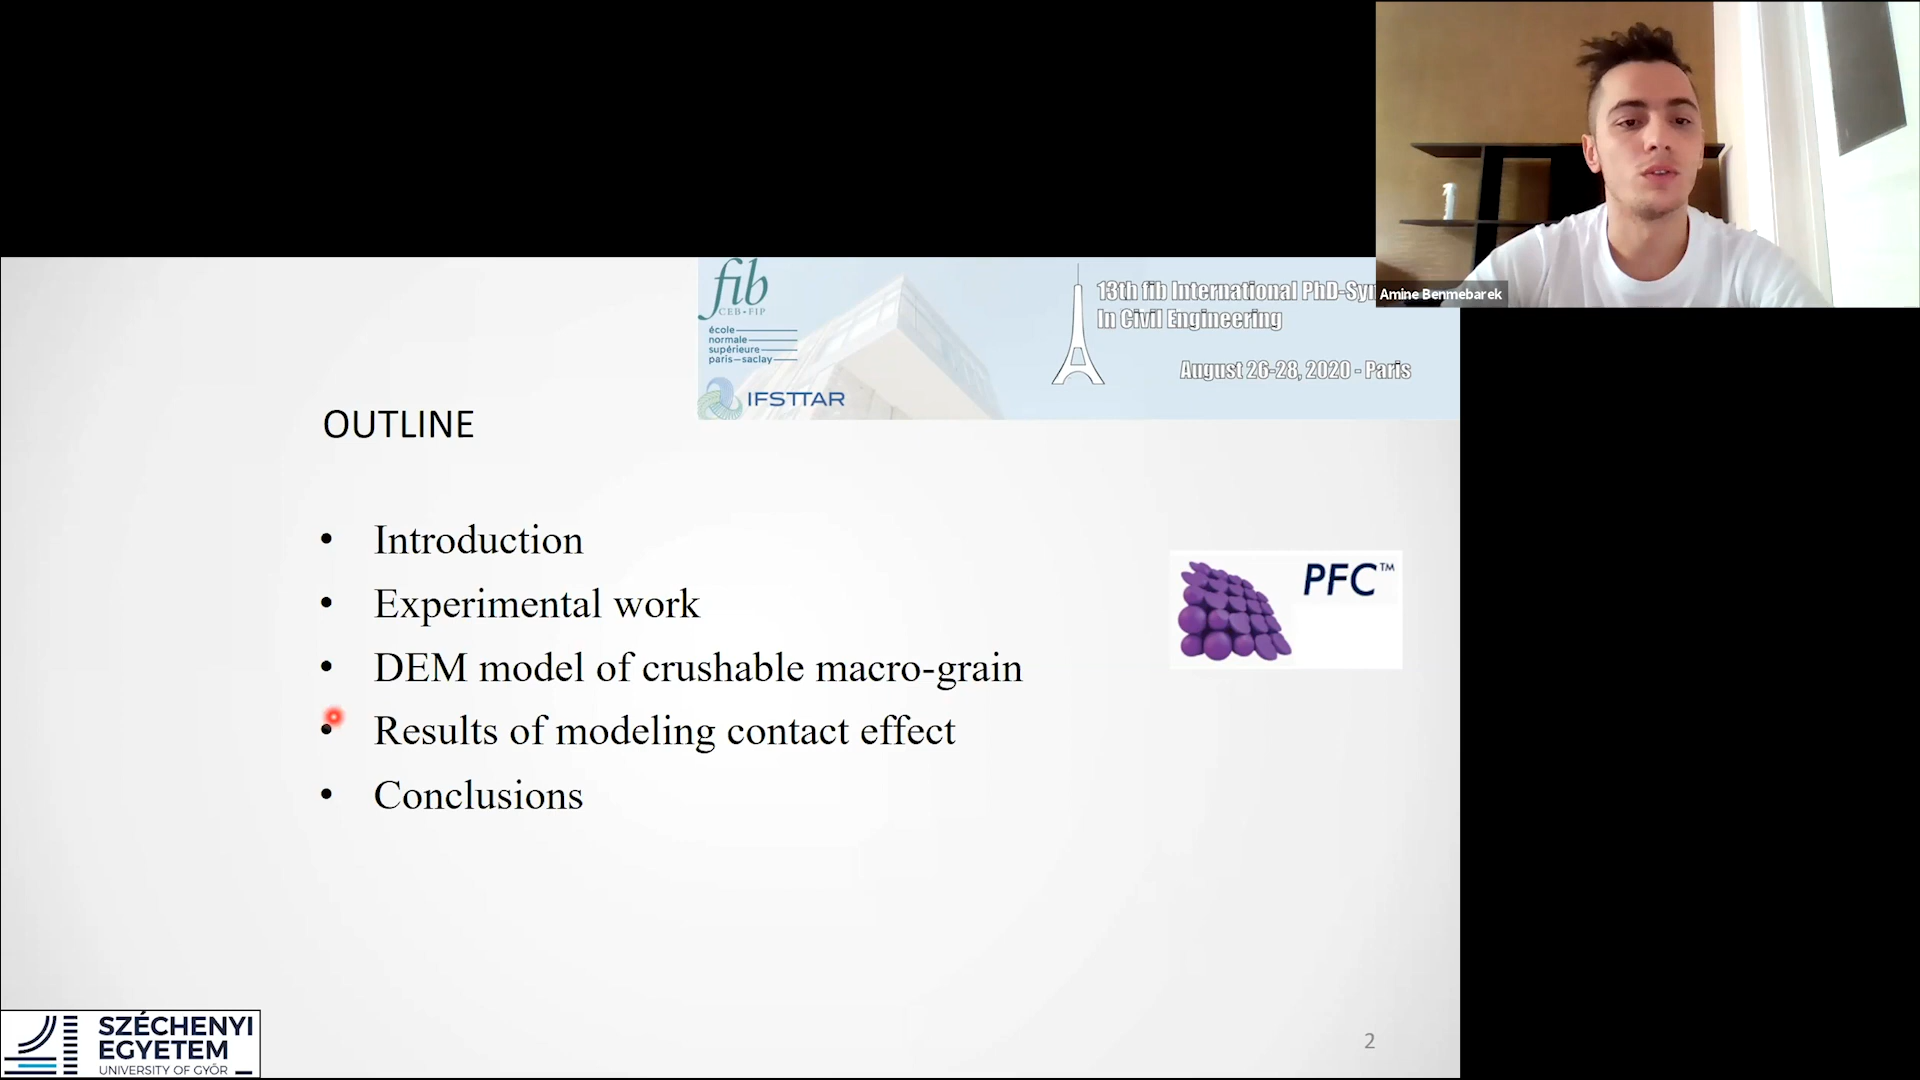 fib
CEB•FIP
école
normale
supérieure
paris–saclay
IFSTTAR
13th fib International PhD-Sy
In Civil Engineering
August 26-28, 2020 - Paris
Amine Benmebarek
OUTLINE
• Introduction
• Experimental work
• DEM model of crushable macro-grain
• Results of modeling contact effect
• Conclusions
PFC™
SZÉCHENYI
EGYETEM
UNIVERSITY OF GYŐR
2